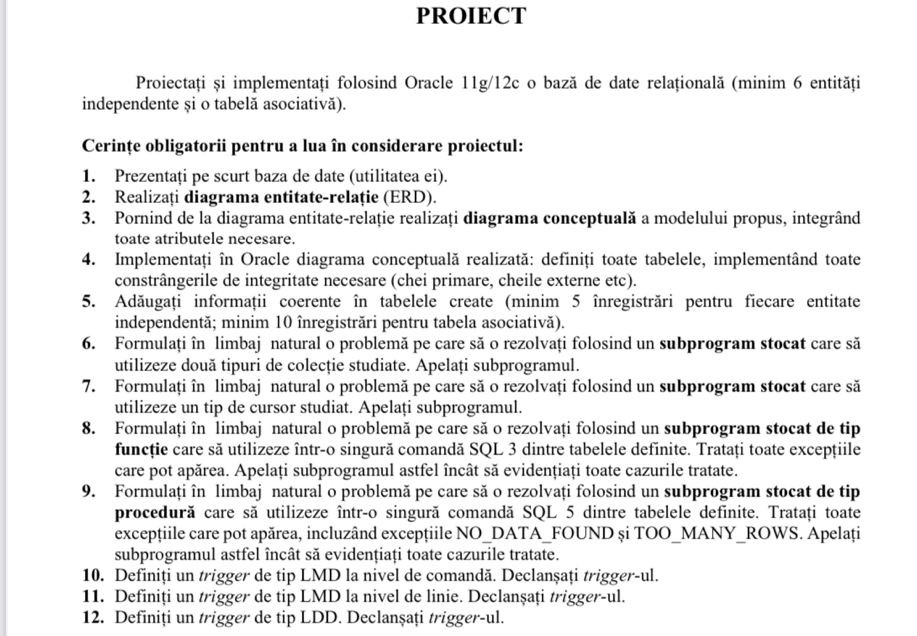 PROIECT
Proiectați și implementați folosind Oracle 11g/12c o bază de date relațională (minim 6 entități
independente și o tabelă asociativă).
Cerințe obligatorii pentru a lua în considerare proiectul:
1. Prezentați pe scurt baza de date (utilitatea ei).
2. Realizați diagrama entitate-relație (ERD).
3. Pornind de la diagrama entitate-relație realizați diagrama conceptuală a modelului propus, integrând
toate atributele necesare.
4. Implementați în Oracle diagrama conceptuală realizată: definiți toate tabelele, implementând toate
constrângerile de integritate necesare (chei primare, cheile externe etc).
5. Adăugați informații coerente în tabelele create (minim 5 înregistrări pentru fiecare entitate
independentă; minim 10 înregistrări pentru tabela asociativă).
6. Formulați în limbaj natural o problemă pe care să o rezolvați folosind un subprogram stocat care să
utilizeze două tipuri de colecție studiate. Apelați subprogramul.
7. Formulați în limbaj natural o problemă pe care să o rezolvați folosind un subprogram stocat care să
utilizeze un tip de cursor studiat. Apelați subprogramul.
8. Formulați în limbaj natural o problemă pe care să o rezolvați folosind un subprogram stocat de tip
funcție care să utilizeze într-o singură comandă SQL 3 dintre tabelele definite. Tratați toate excepțiile
care pot apărea. Apelați subprogramul astfel încât să evidențiați toate cazurile tratate.
9. Formulați în limbaj natural o problemă pe care să o rezolvați folosind un subprogram stocat de tip
procedură care să utilizeze într-o singură comandă SQL 5 dintre tabelele definite. Tratați toate
excepțiile care pot apărea, incluzând excepțiile NO_DATA_FOUND și TOO_MANY_ROWS. Apelați
subprogramul astfel încât să evidențiați toate cazurile tratate.
10. Definiți un trigger de tip LMD la nivel de comandă. Declanșați trigger-ul.
11. Definiți un trigger de tip LMD la nivel de linie. Declanșați trigger-ul.
12. Definiți un trigger de tip LDD. Declanșați trigger-ul.